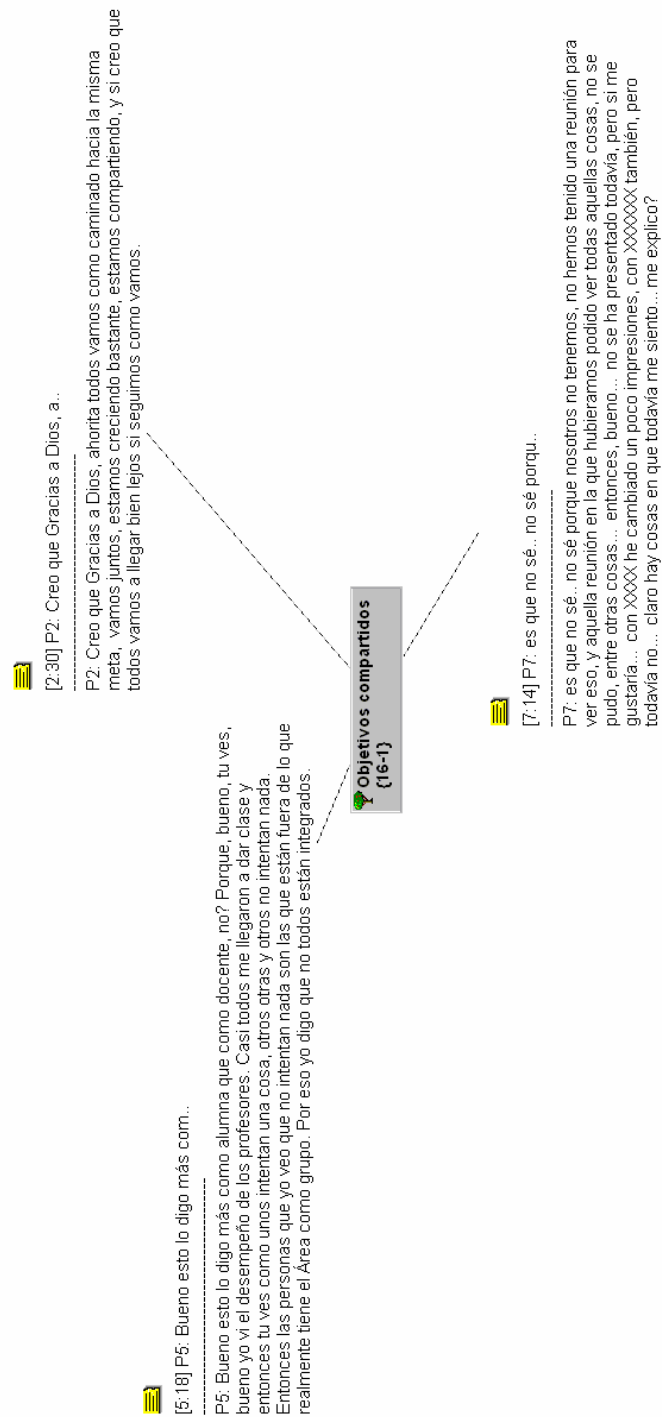 [5:18] P5: Bueno esto lo digo más com..
P5: Bueno esto lo digo más como alumna que como docente, no? Porque, bueno, tu ves,
bueno yo vi el desempeño de los profesores. Casi todos me llegaron a dar clase y
entonces tu ves como unos intentan una cosa, otros otras y otros no intentan nada.
Entonces las personas que yo veo que no intentan nada son las que están fuera de lo que
realmente tiene el Área como grupo. Por eso yo digo que no todos están integrados.
[2:30] P2: Creo que Gracias a Dios, a..
P2: Creo que Gracias a Dios, ahorita todos vamos como caminado hacia la misma
meta, vamos juntos, estamos creciendo bastante, estamos compartiendo, y si creo que
todos vamos a llegar bien lejos si seguimos como vamos.
Objetivos compartidos
{16-1}
[7:14] P7: es que no sé.. no sé porqu..
P7: es que no sé.. no sé porque nosotros no tenemos, no hemos tenido una reunión para
ver eso, y aquella reunión en la que hubieramos podido ver todas aquellas cosas, no se
pudo, entre otras cosas... entonces, bueno... no se ha presentado todavía, pero si me
gustaría... con XXXX he cambiado un poco impresiones, con XXXXXX también, pero
todavía no... claro hay cosas en que todavía me siento... me explico?